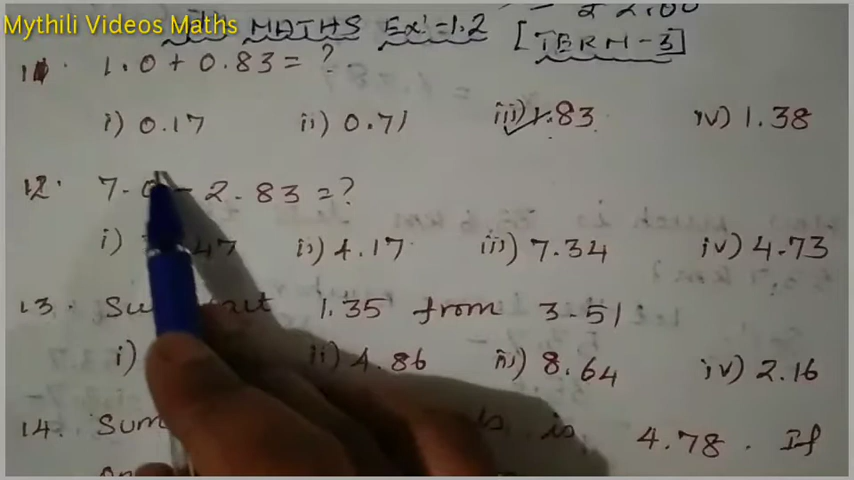 Mythili Videos Maths
MATHS Ex:-1.2 [TERM-3]
11. 1.0 + 0.83 = ?
i) 0.17 ii) 0.71 iii) 1.83 iv) 1.38
12. 7.0 - 2.83 = ?
i) 47 ii) 4.17 iii) 7.34 iv) 4.73
13. 1.35 from 3.51
i) ii) 4.86 iii) 8.64 iv) 2.16
14. Sum is 4.78. If